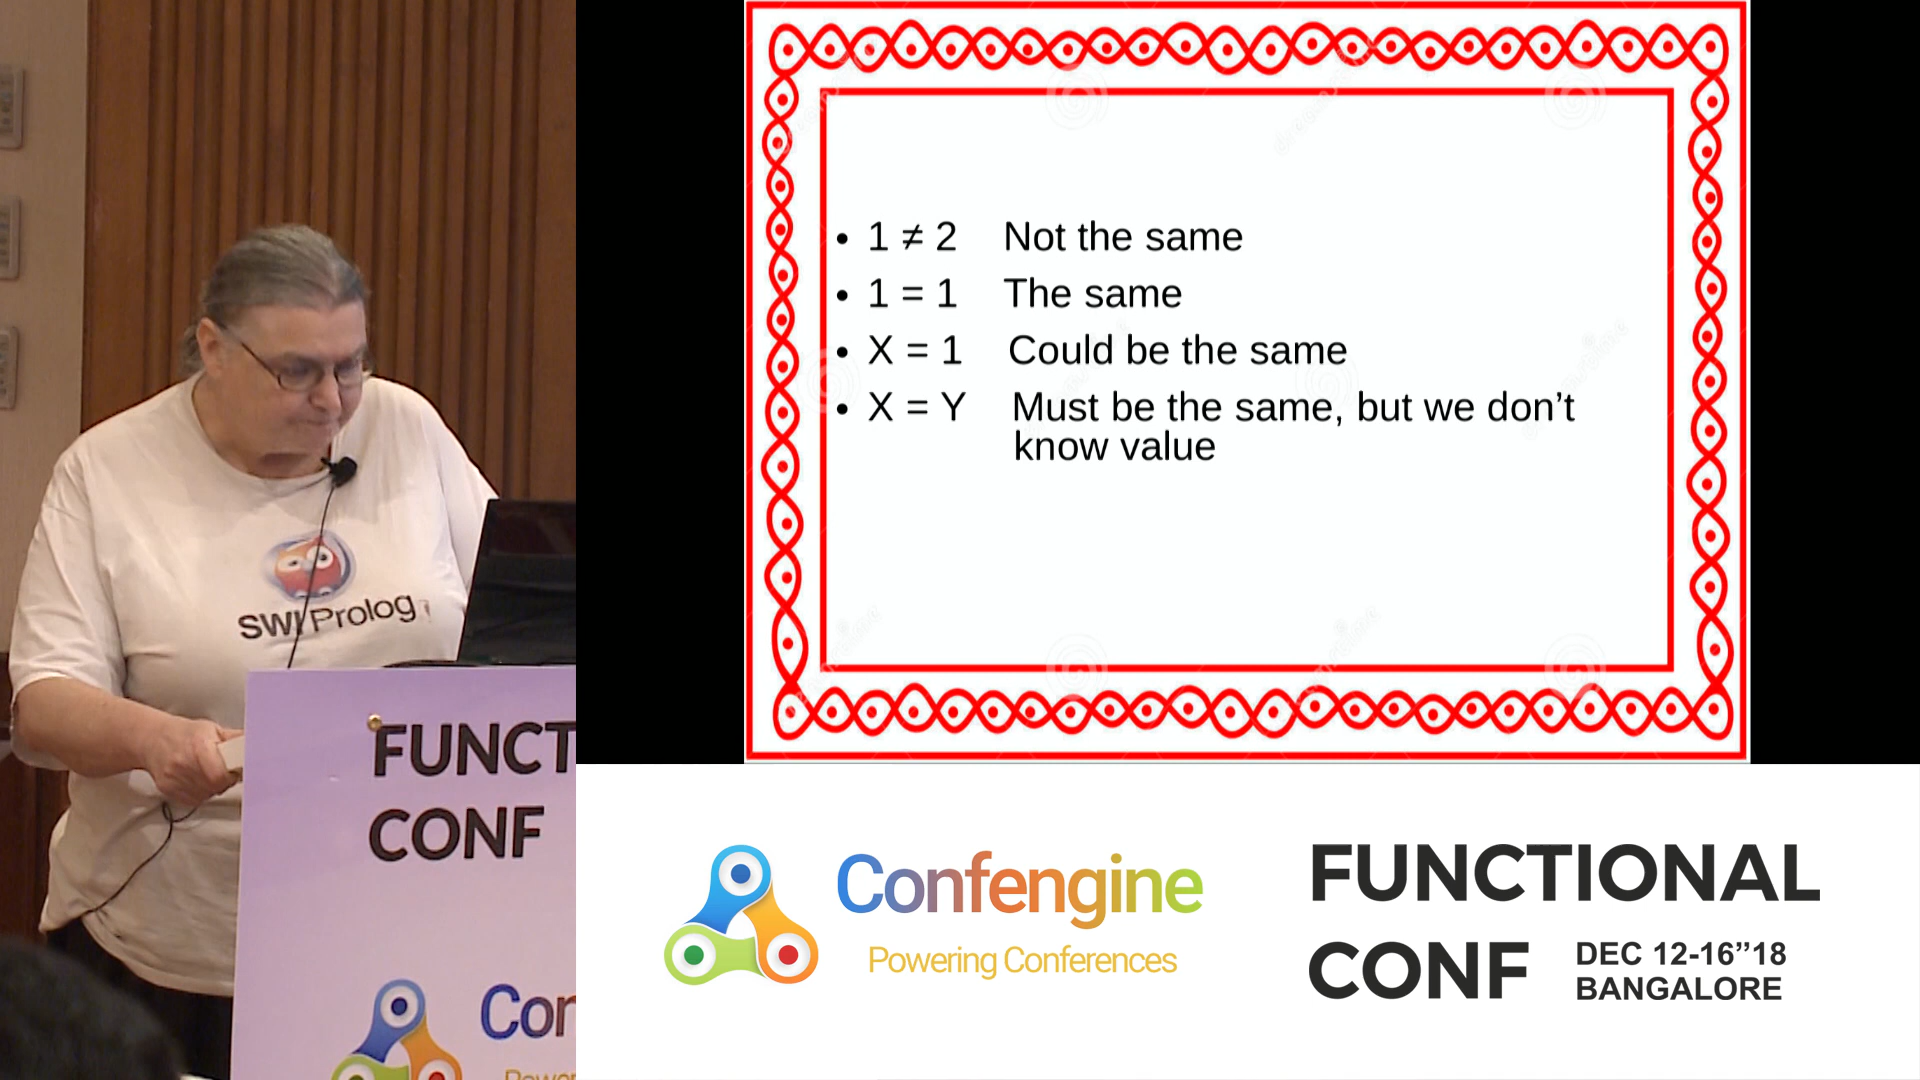 • 1 ≠ 2 Not the same
• 1 = 1 The same
• X = 1 Could be the same
• X = Y Must be the same, but we don’t
know value
SWI Prolog
FUNCT
CONF
Con
Confengine
Powering Conferences
FUNCTIONAL
CONF
DEC 12-16”18
BANGALORE